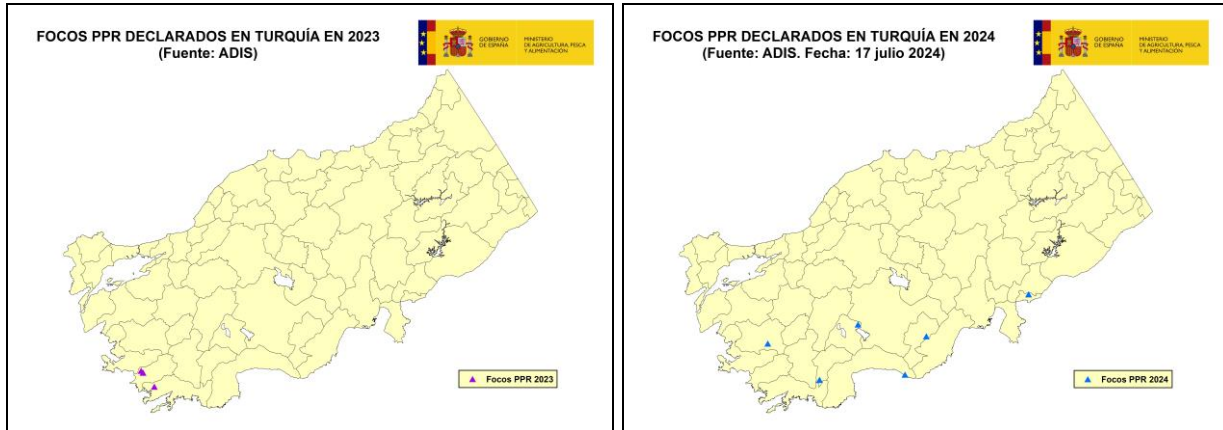 FOCOS PPR DECLARADOS EN TURQUÍA EN 2023
(Fuente: ADIS)
GOBIERNO
DE ESPAÑA
MINISTERIO
DE AGRICULTURA, PESCA
Y ALIMENTACIÓN
Focos PPR 2023
FOCOS PPR DECLARADOS EN TURQUÍA EN 2024
(Fuente: ADIS. Fecha: 17 julio 2024)
GOBIERNO
DE ESPAÑA
MINISTERIO
DE AGRICULTURA, PESCA
Y ALIMENTACIÓN
Focos PPR 2024